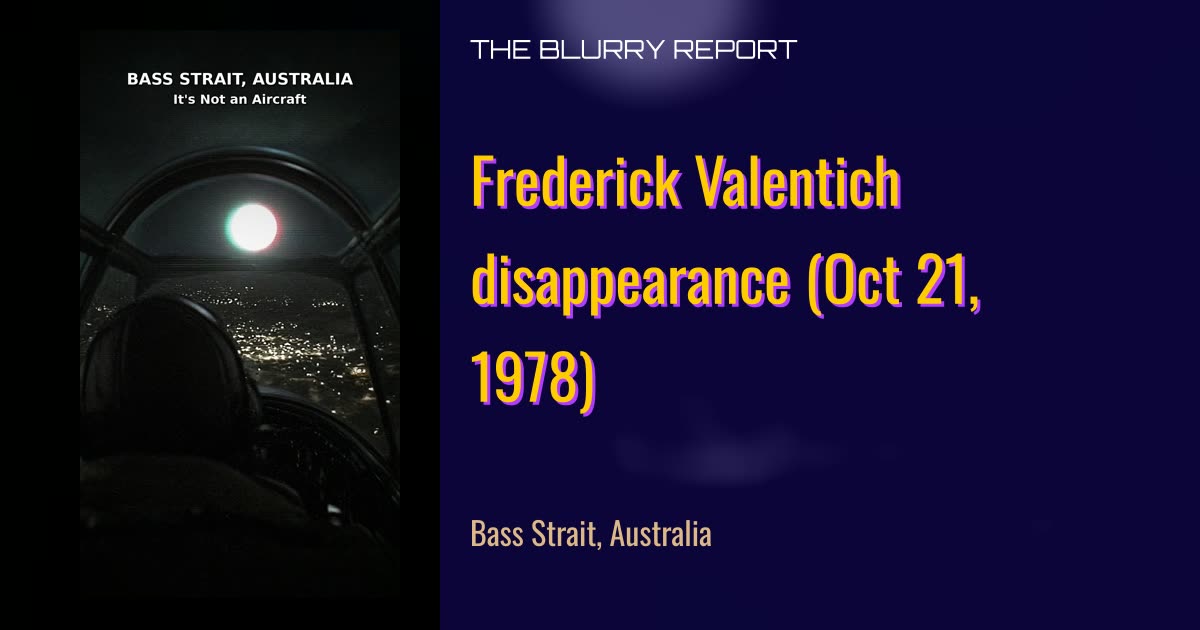 BASS STRAIT, AUSTRALIA
It's Not an Aircraft
THE BLURRY REPORT
Frederick Valentich
disappearance (Oct 21,
1978)
Bass Strait, Australia